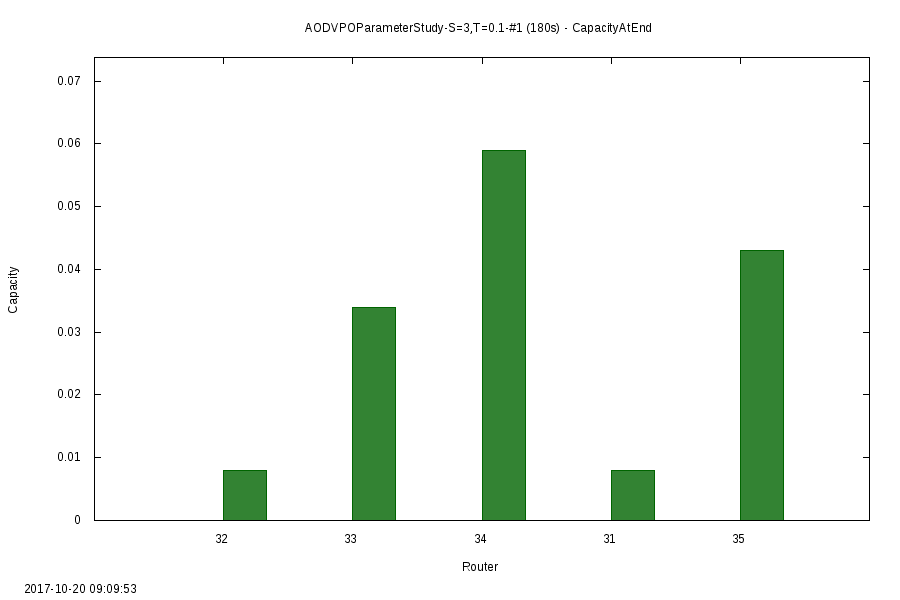 AODVPOParameterStudy-S=3,T=0.1-#1 (180s) - CapacityAtEnd
0.07
0.06
0.05
0.04
0.03
0.02
0.01
0
Capacity
32 33 34 31 35
Router
2017-10-20 09:09:53